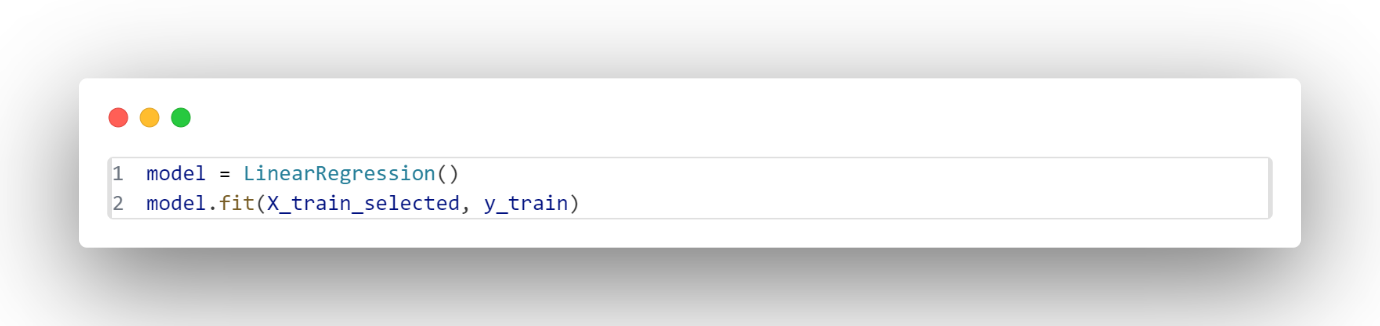 1 model = LinearRegression()
2 model.fit(X_train_selected, y_train)